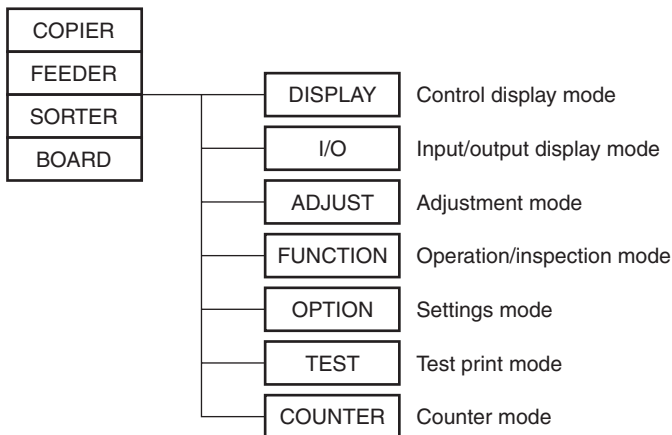 COPIER
FEEDER
SORTER
BOARD
DISPLAY Control display mode
I/O Input/output display mode
ADJUST Adjustment mode
FUNCTION Operation/inspection mode
OPTION Settings mode
TEST Test print mode
COUNTER Counter mode